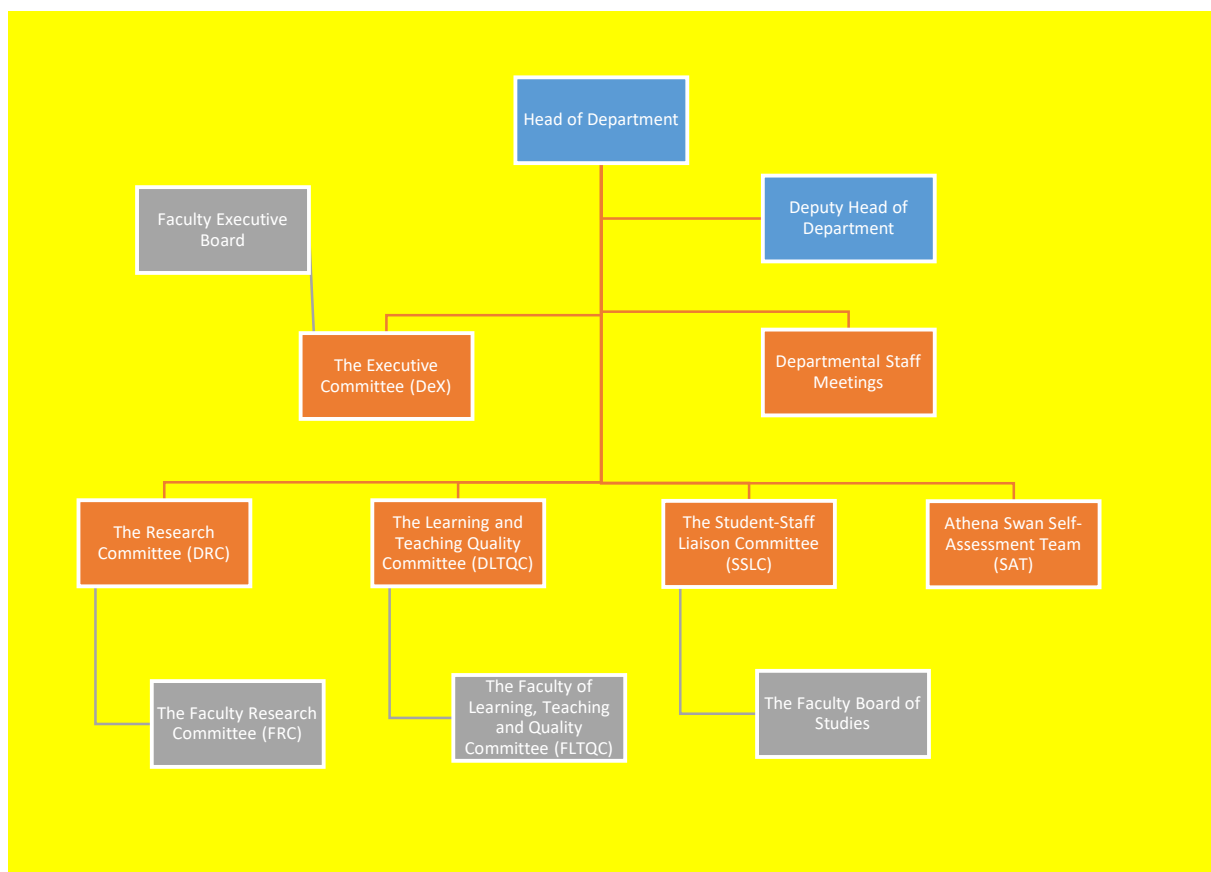 Head of Department
Deputy Head of
Department
Faculty Executive
Board
The Executive
Committee (DeX)
Departmental Staff
Meetings
The Research
Committee (DRC)
The Learning and
Teaching Quality
Committee (DLTQC)
The Student-Staff
Liaison Committee
(SSLC)
Athena Swan Self-
Assessment Team
(SAT)
The Faculty Research
Committee (FRC)
The Faculty of
Learning, Teaching
and Quality
Committee (FLTQC)
The Faculty Board of
Studies